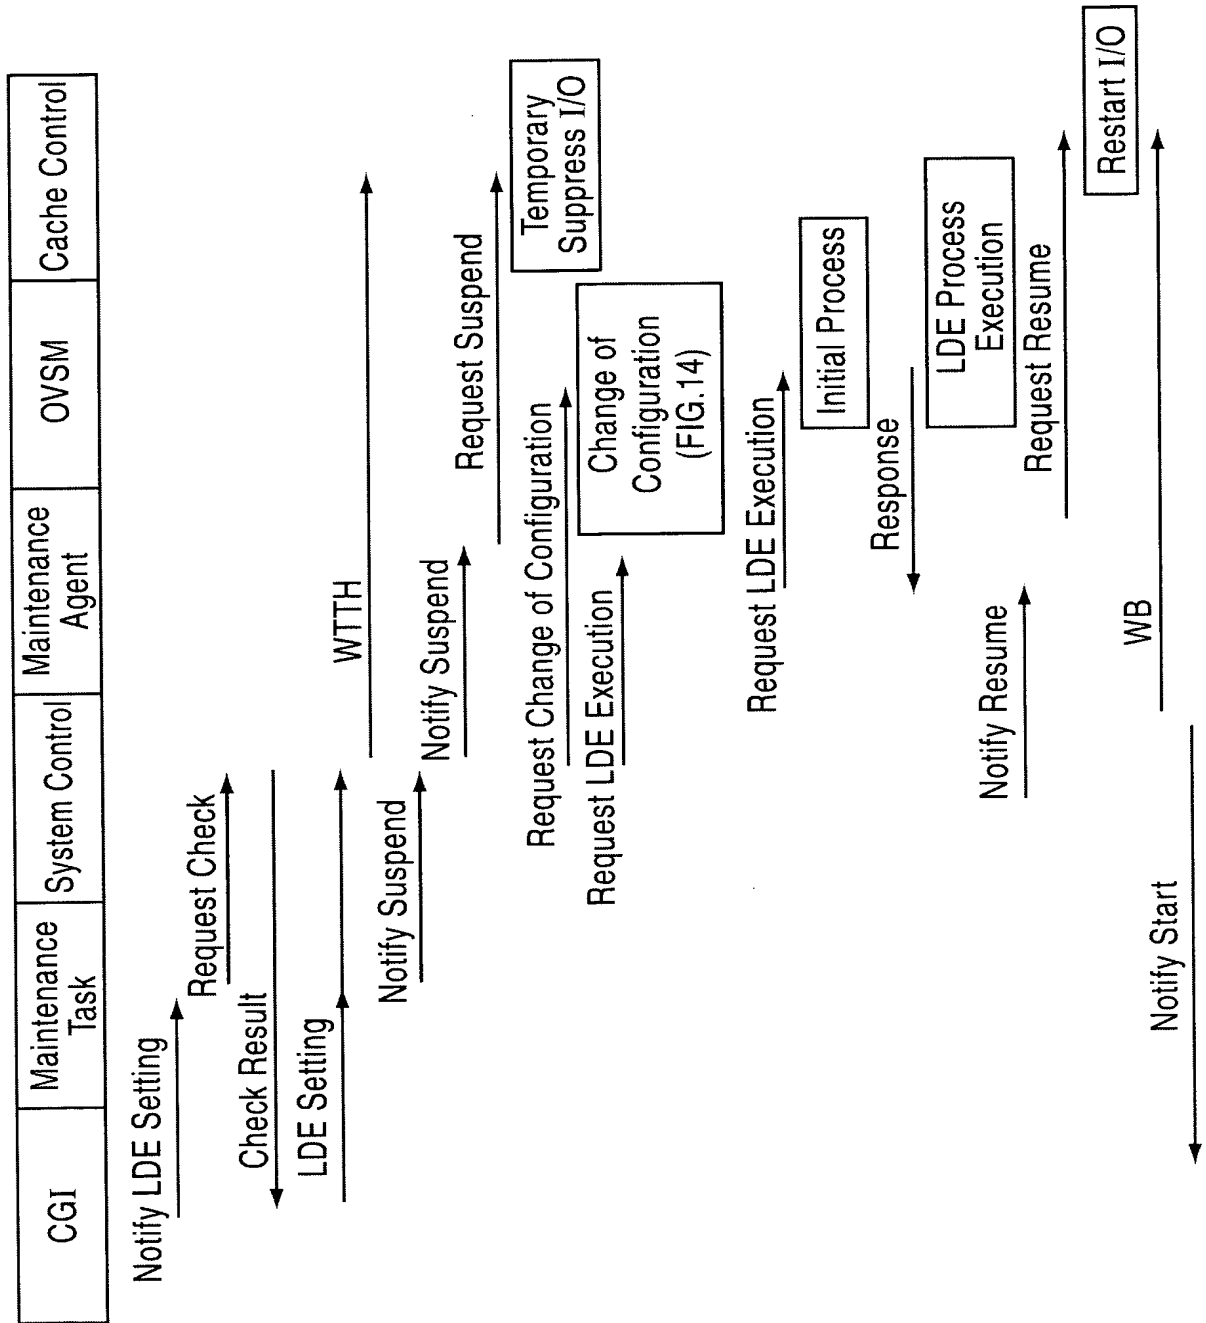 CGI
Maintenance
Task
System Control
Maintenance
Agent
OVSM
Cache Control
Notify LDE Setting
Request Check
Check Result
LDE Setting
WTTH
Notify Suspend
Notify Suspend
Request Suspend
Temporary
Suppress I/O
Request Change of Configuration
Change of
Configuration
(FIG.14)
Request LDE Execution
Request LDE Execution
Initial Process
Response
LDE Process
Execution
Notify Resume
Request Resume
Restart I/O
WB
Notify Start